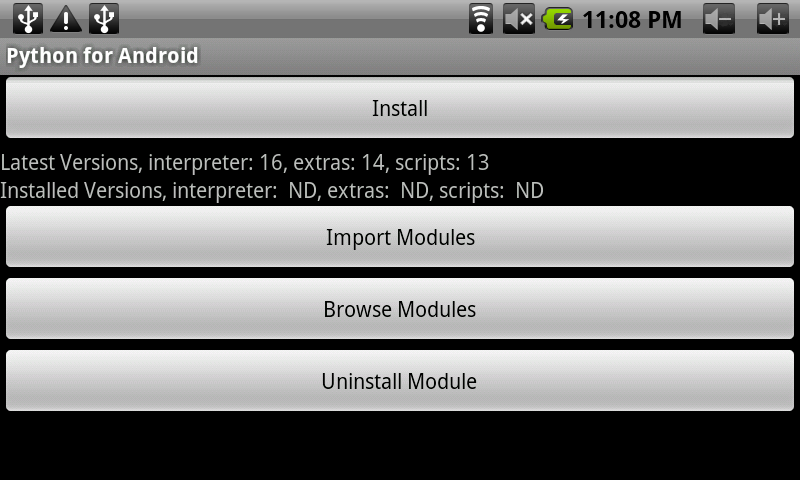 11:08 PM
Python for Android
Install
Latest Versions, interpreter: 16, extras: 14, scripts: 13
Installed Versions, interpreter:  ND, extras:  ND, scripts:  ND
Import Modules
Browse Modules
Uninstall Module